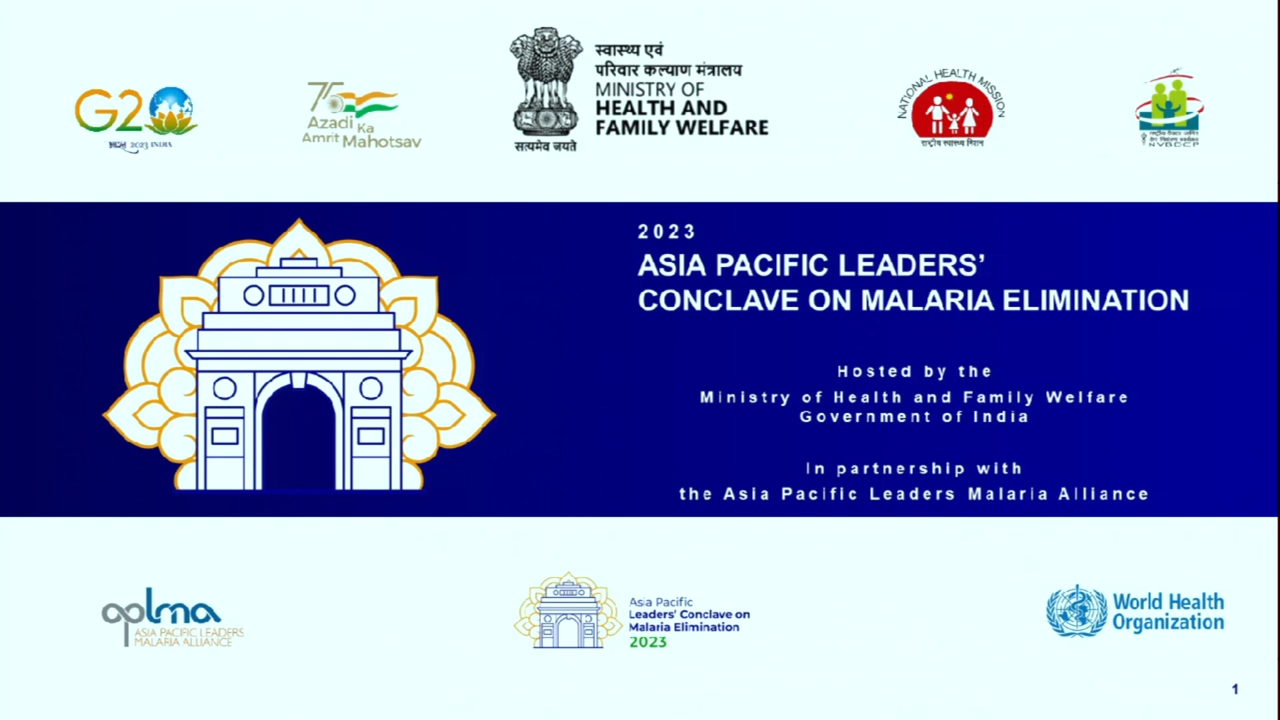 G20
भारत 2023 INDIA
75
Azadi Ka
Amrit Mahotsav
सत्यमेव जयते
स्वास्थ्य एवं
परिवार कल्याण मंत्रालय
MINISTRY OF
HEALTH AND
FAMILY WELFARE
NATIONAL HEALTH MISSION
राष्ट्रीय स्वास्थ्य मिशन
NVBDCP
2023
ASIA PACIFIC LEADERS’
CONCLAVE ON MALARIA ELIMINATION
Hosted by the
Ministry of Health and Family Welfare
Government of India
In partnership with
the Asia Pacific Leaders Malaria Alliance
aplma
ASIA PACIFIC LEADERS
MALARIA ALLIANCE
Asia Pacific
Leaders’ Conclave on
Malaria Elimination
2023
World Health
Organization
1